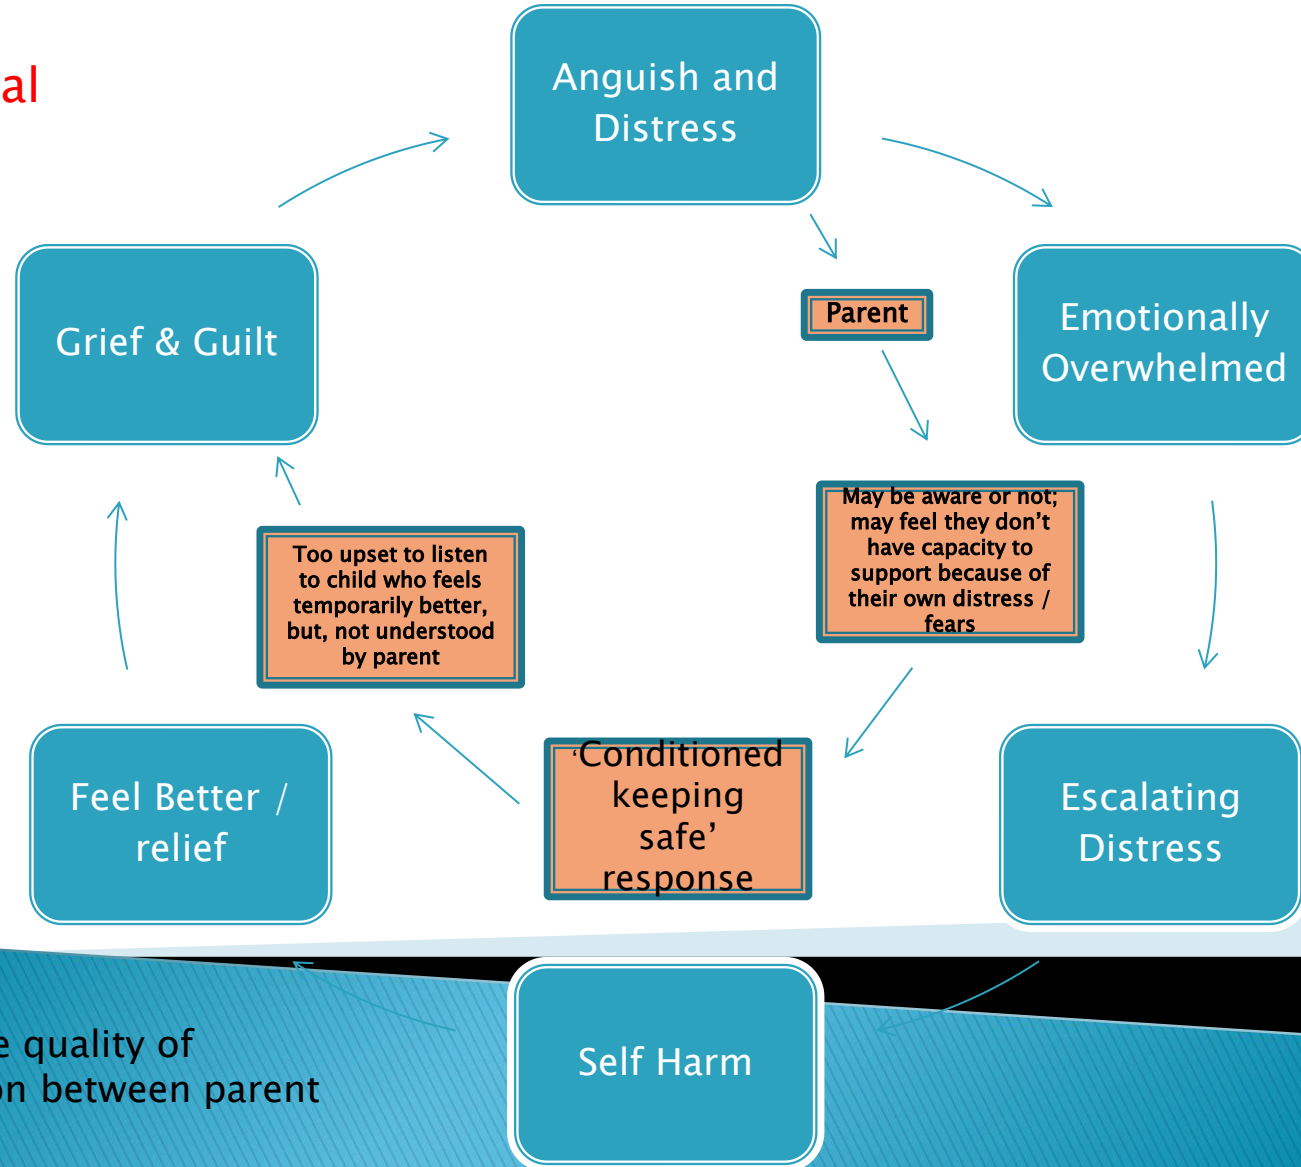 al
Anguish and
Distress
Emotionally
Overwhelmed
Escalating
Distress
Self Harm
Feel Better /
relief
Grief & Guilt
Parent
May be aware or not;
may feel they don’t
have capacity to
support because of
their own distress /
fears
‘Conditioned
keeping
safe’
response
Too upset to listen
to child who feels
temporarily better,
but, not understood
by parent
e quality of
on between parent